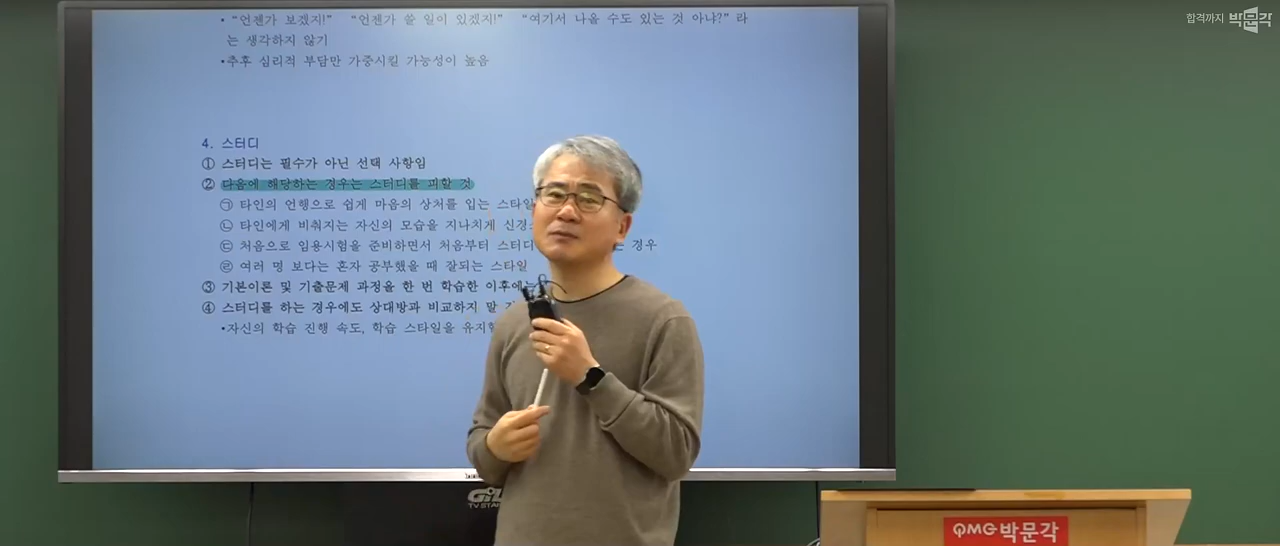 합격까지 박문각
• “언젠가 보겠지!” “언젠가 쓸 일이 있겠지!” “여기서 나올 수도 있는 것 아냐?” 라
는 생각하지 않기
•추후 심리적 부담만 가중시킬 가능성이 높음
4. 스터디
① 스터디는 필수가 아닌 선택 사항임
② 다음에 해당하는 경우는 스터디를 피할 것
㉠ 타인의 언행으로 쉽게 마음의 상처를 입는 스타일
㉡ 타인에게 비춰지는 자신의 모습을 지나치게 신경
㉢ 처음으로 임용시험을 준비하면서 처음부터 스터디 는 경우
㉣ 여러 명 보다는 혼자 공부했을 때 잘되는 스타일
③ 기본이론 및 기출문제 과정을 한 번 학습한 이후에는
④ 스터디를 하는 경우에도 상대방과 비교하지 말
•자신의 학습 진행 속도, 학습 스타일을 유지
PMG 박문각